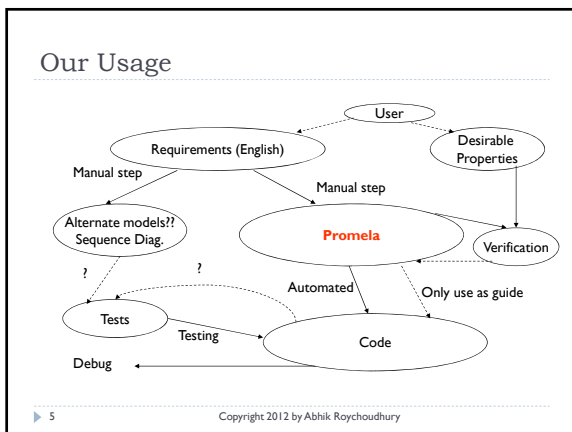 Our Usage
User
Requirements (English)
Desirable
Properties
Manual step
Manual step
Alternate models??
Sequence Diag.
Promela
Verification
?
?
Automated
Only use as guide
Tests
Testing
Code
Debug
5
Copyright 2012 by Abhik Roychoudhury